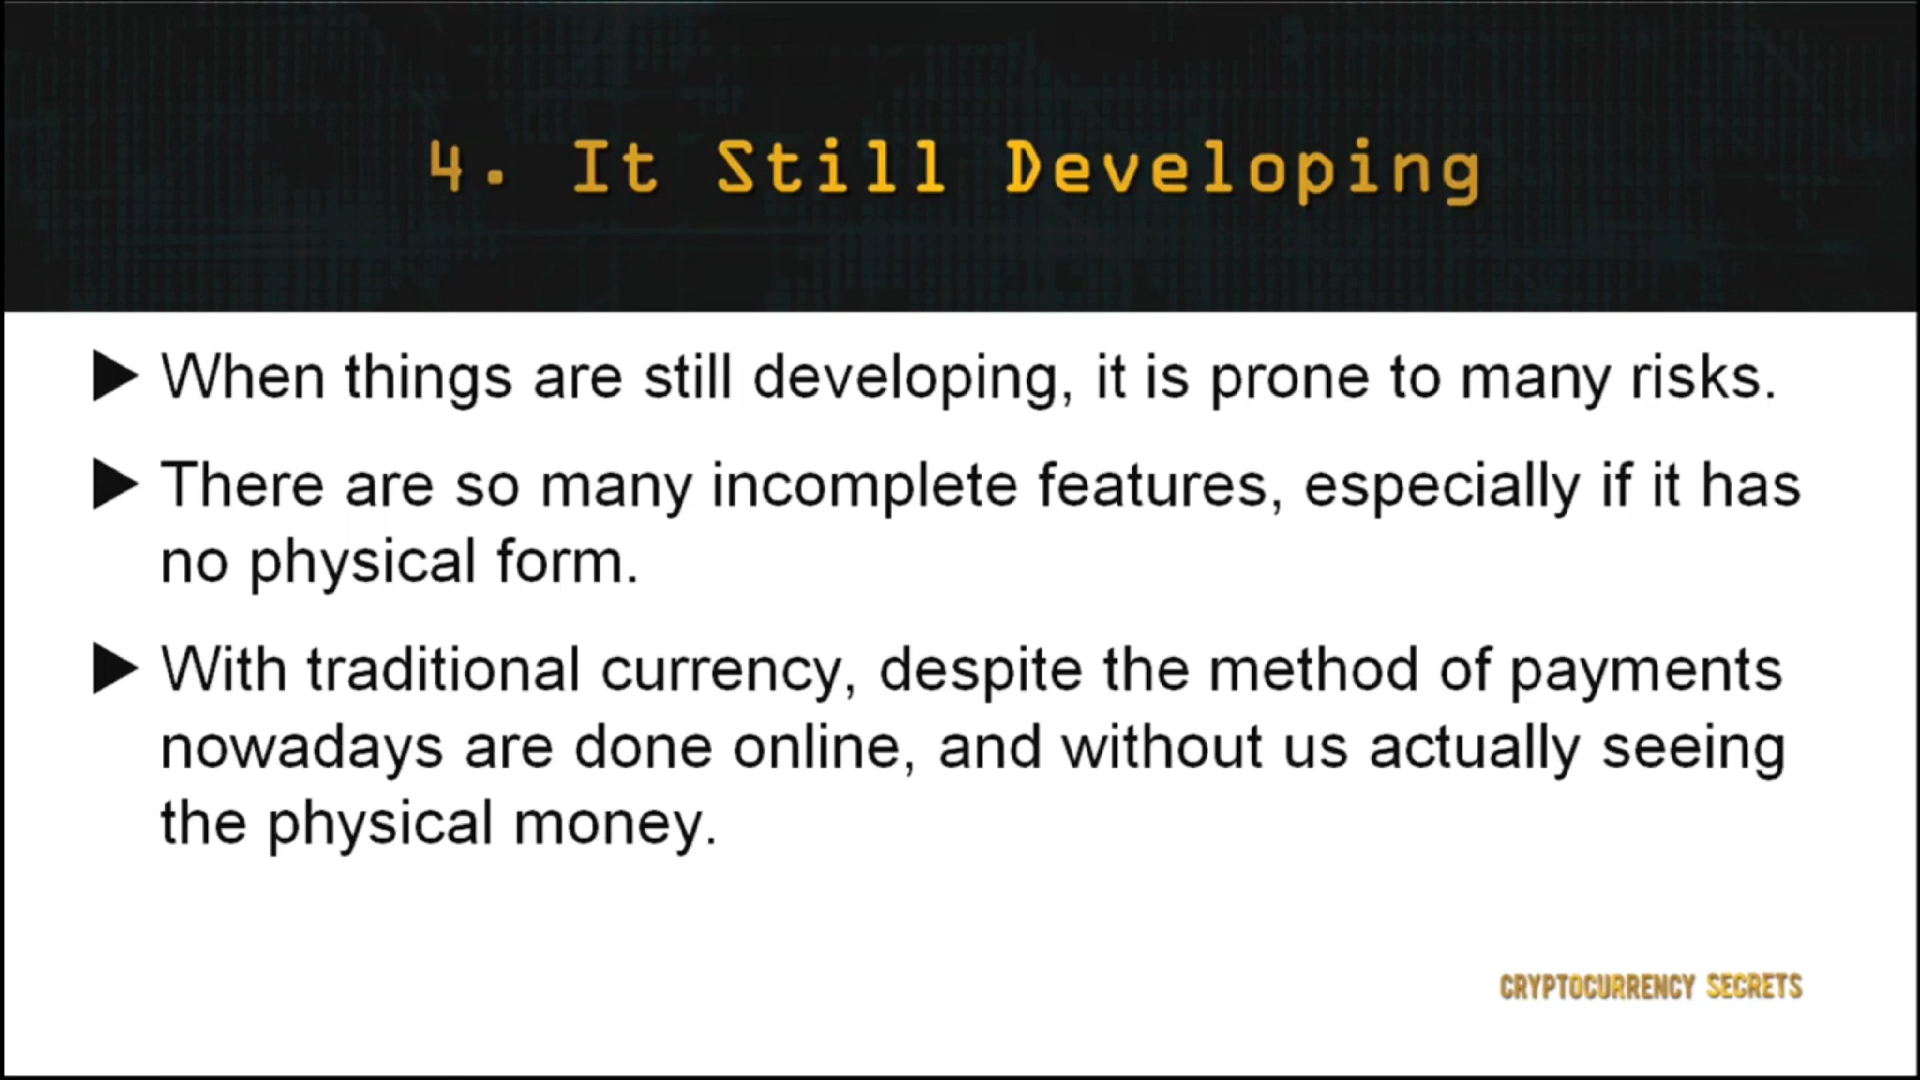 4. It Still Developing
When things are still developing, it is prone to many risks.
There are so many incomplete features, especially if it has
no physical form.
With traditional currency, despite the method of payments
nowadays are done online, and without us actually seeing
the physical money.
CRYPTOCURRENCY SECRETS